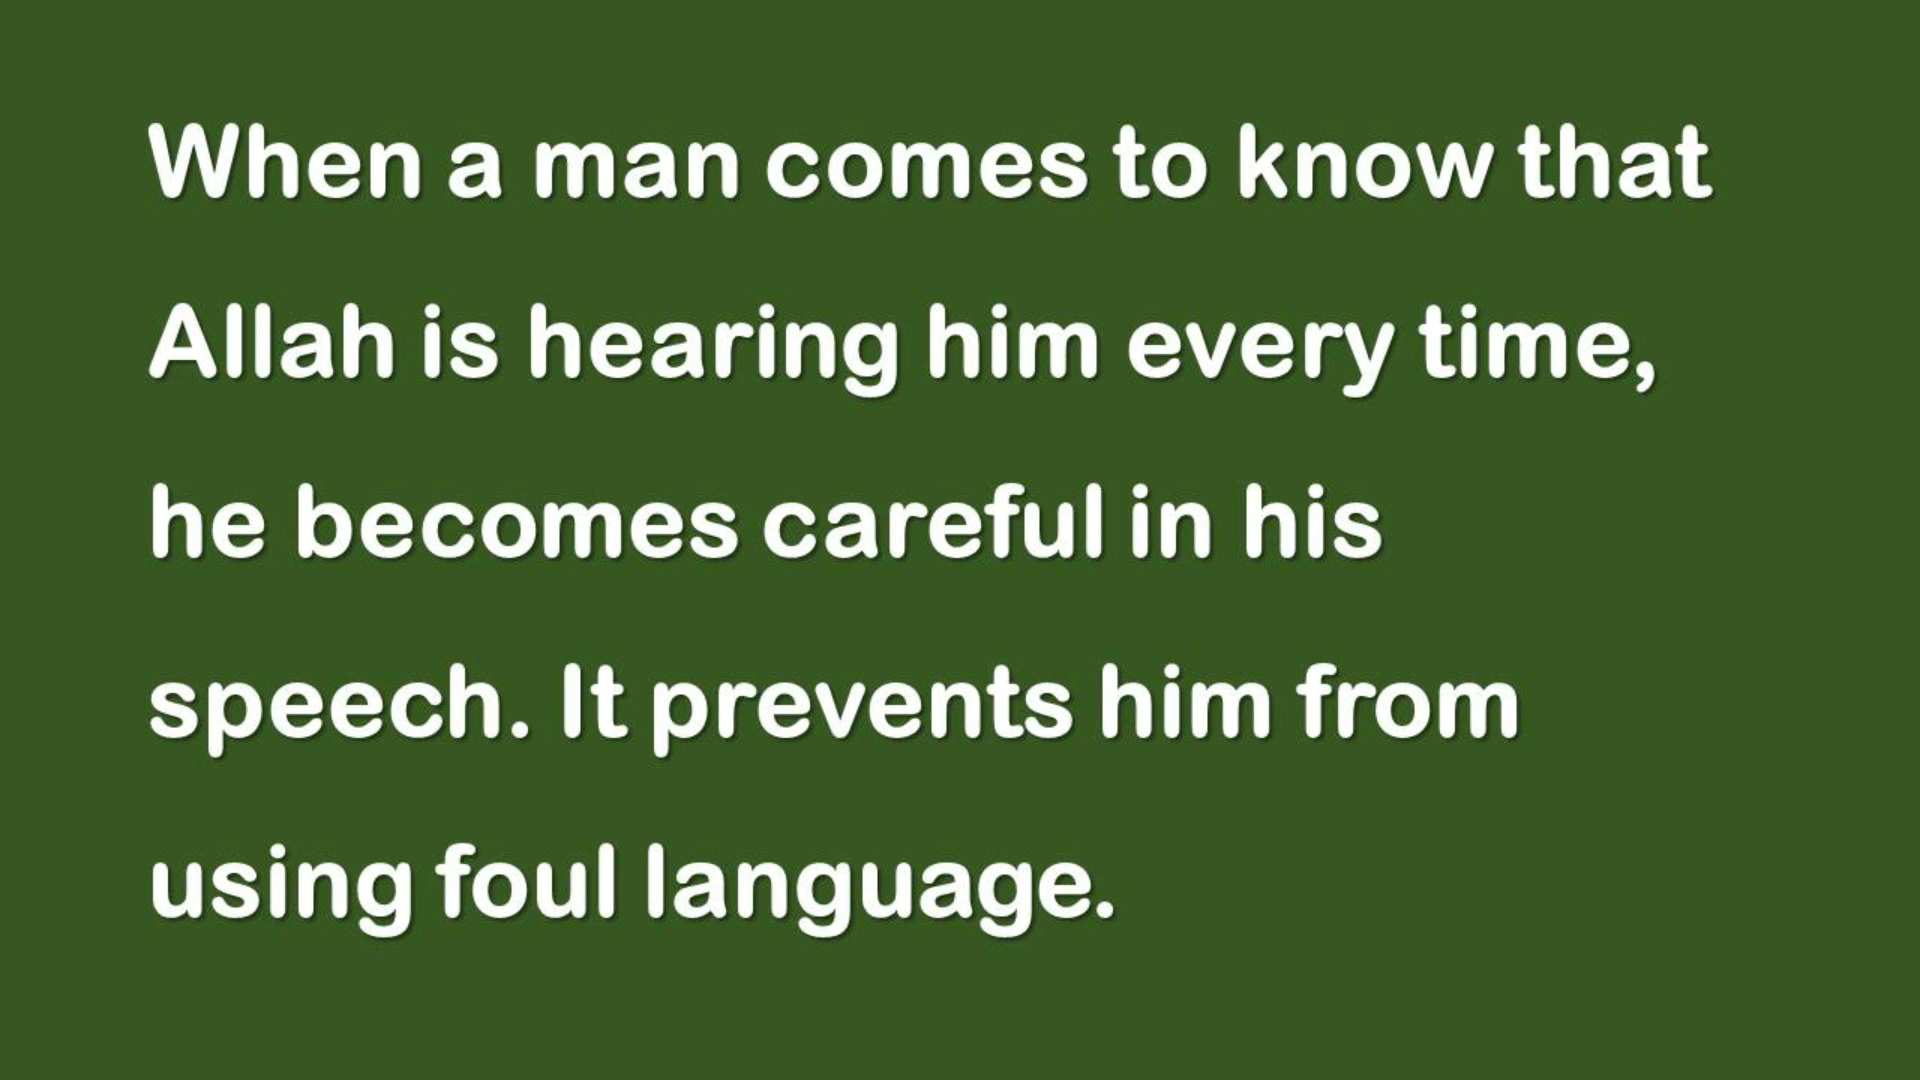 When a man comes to know that
Allah is hearing him every time,
he becomes careful in his
speech. It prevents him from
using foul language.